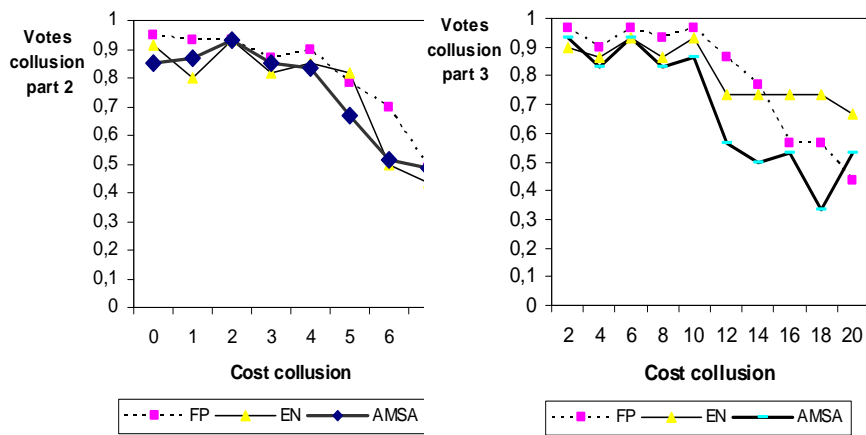 Votes
collusion
part 2
1
0,9
0,8
0,7
0,6
0,5
0,4
0,3
0,2
0,1
0
0 1 2 3 4 5 6
Cost collusion
FP EN AMSA
Votes
collusion
part 3
1
0,9
0,8
0,7
0,6
0,5
0,4
0,3
0,2
0,1
0
2 4 6 8 10 12 14 16 18 20
Cost collusion
FP EN AMSA